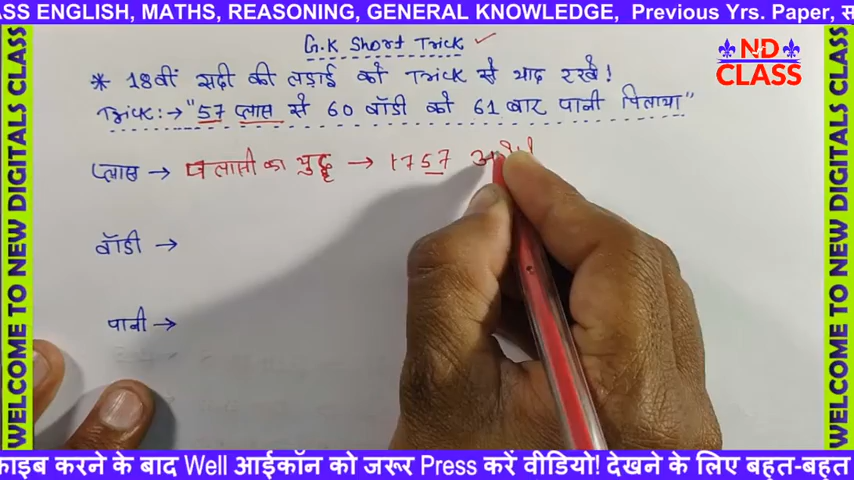 ASS ENGLISH, MATHS, REASONING, GENERAL KNOWLEDGE, Previous Yrs. Paper, स
G.K Short Trick ✓
ND
CLASS
* 18वीं सदी की लड़ाई को Trick से याद रखें!
Trick:→ "57 प्लास से 60 बॉडी को 61 बार पानी पिलाया"
प्लास → प्लासी का युद्ध → 1757
बॉडी →
पानी →
WELCOME TO NEW DIGITALS CLASS
WELCOME TO NEW DIGITALS CLASS
क्राइब करने के बाद Well आईकॉन को जरूर Press करें वीडियो! देखने के लिए बहुत-बहुत